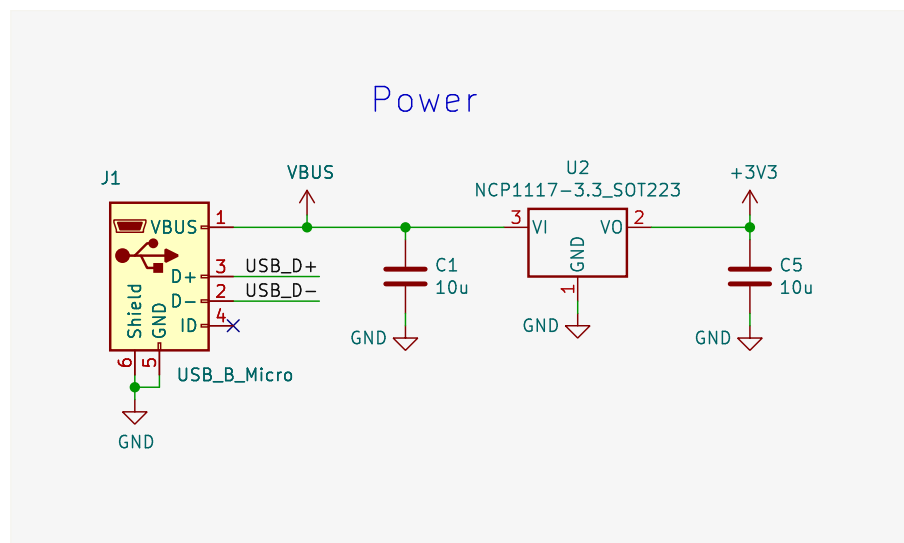 Power
J1
VBUS
U2
NCP1117-3.3_SOT223
+3V3
VBUS 1
3 VI
VO 2
D+ 3
USB_D+
D- 2
USB_D-
ID 4
Shield
GND
6
5
USB_B_Micro
GND
C1
10u
GND
GND
1
GND
C5
10u
GND